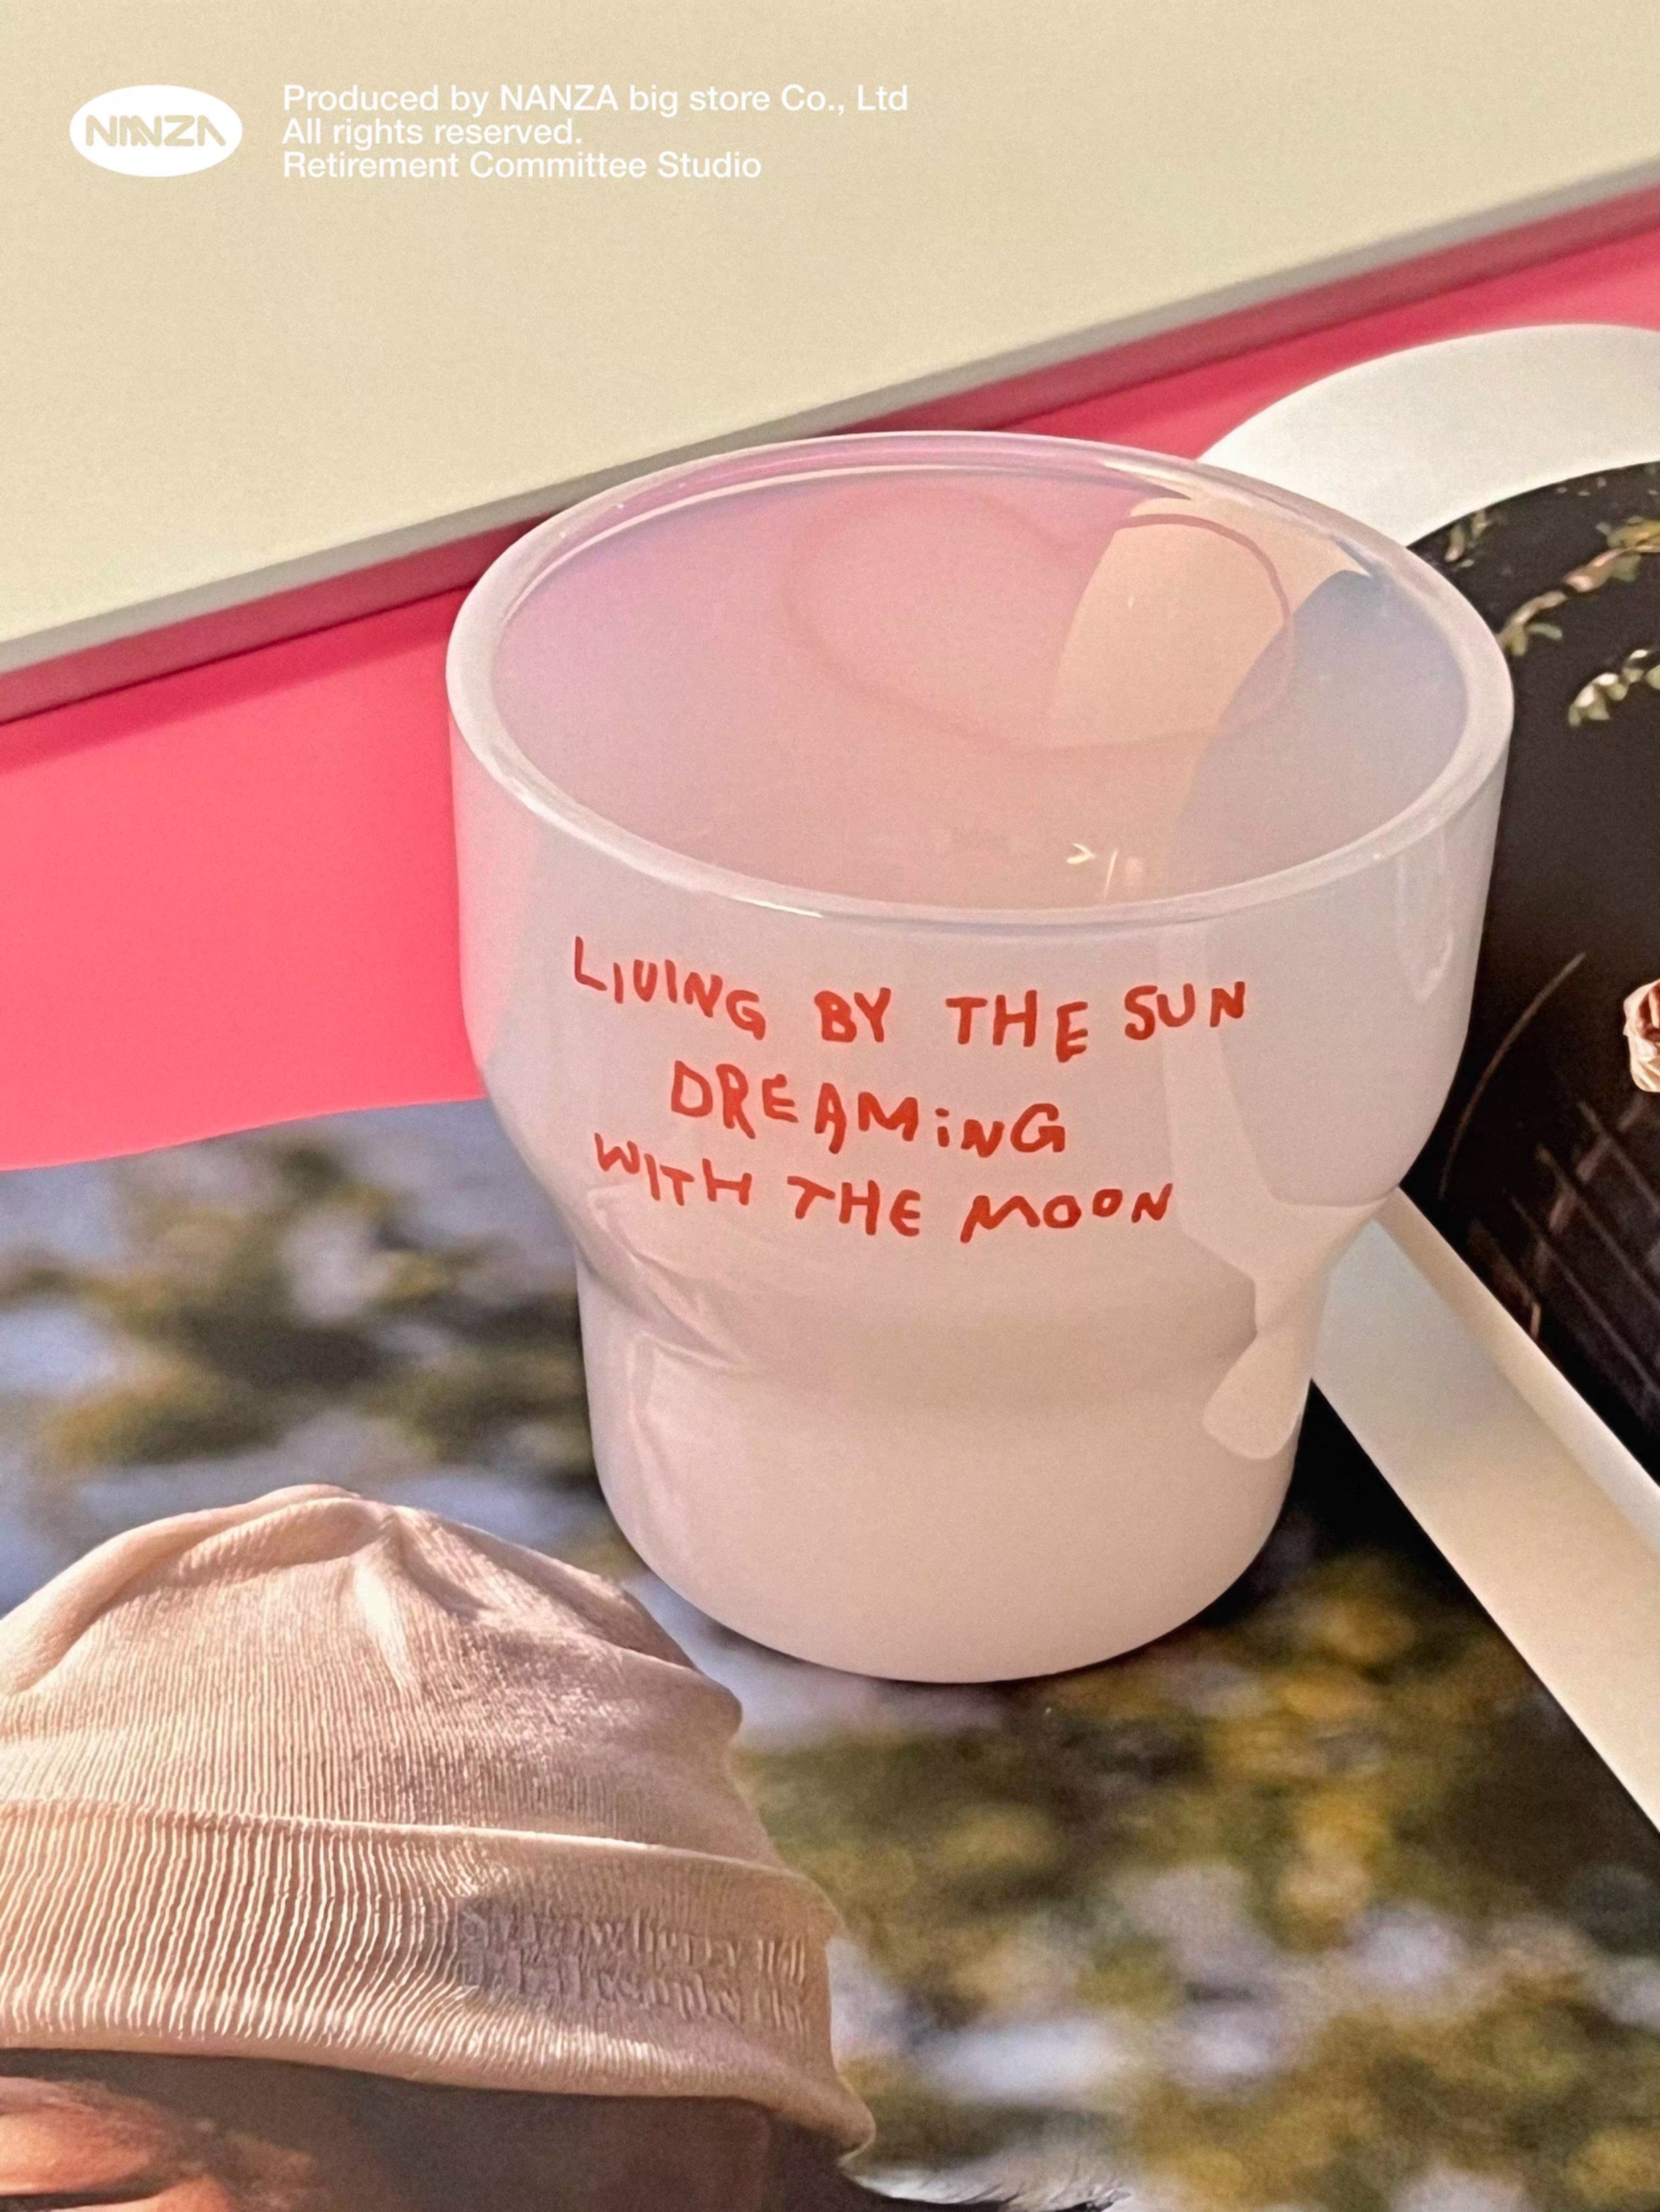 NANZA
Produced by NANZA big store Co., Ltd
All rights reserved.
Retirement Committee Studio
LIVING BY THE SUN
DREAMiNG
WITH THE MOON